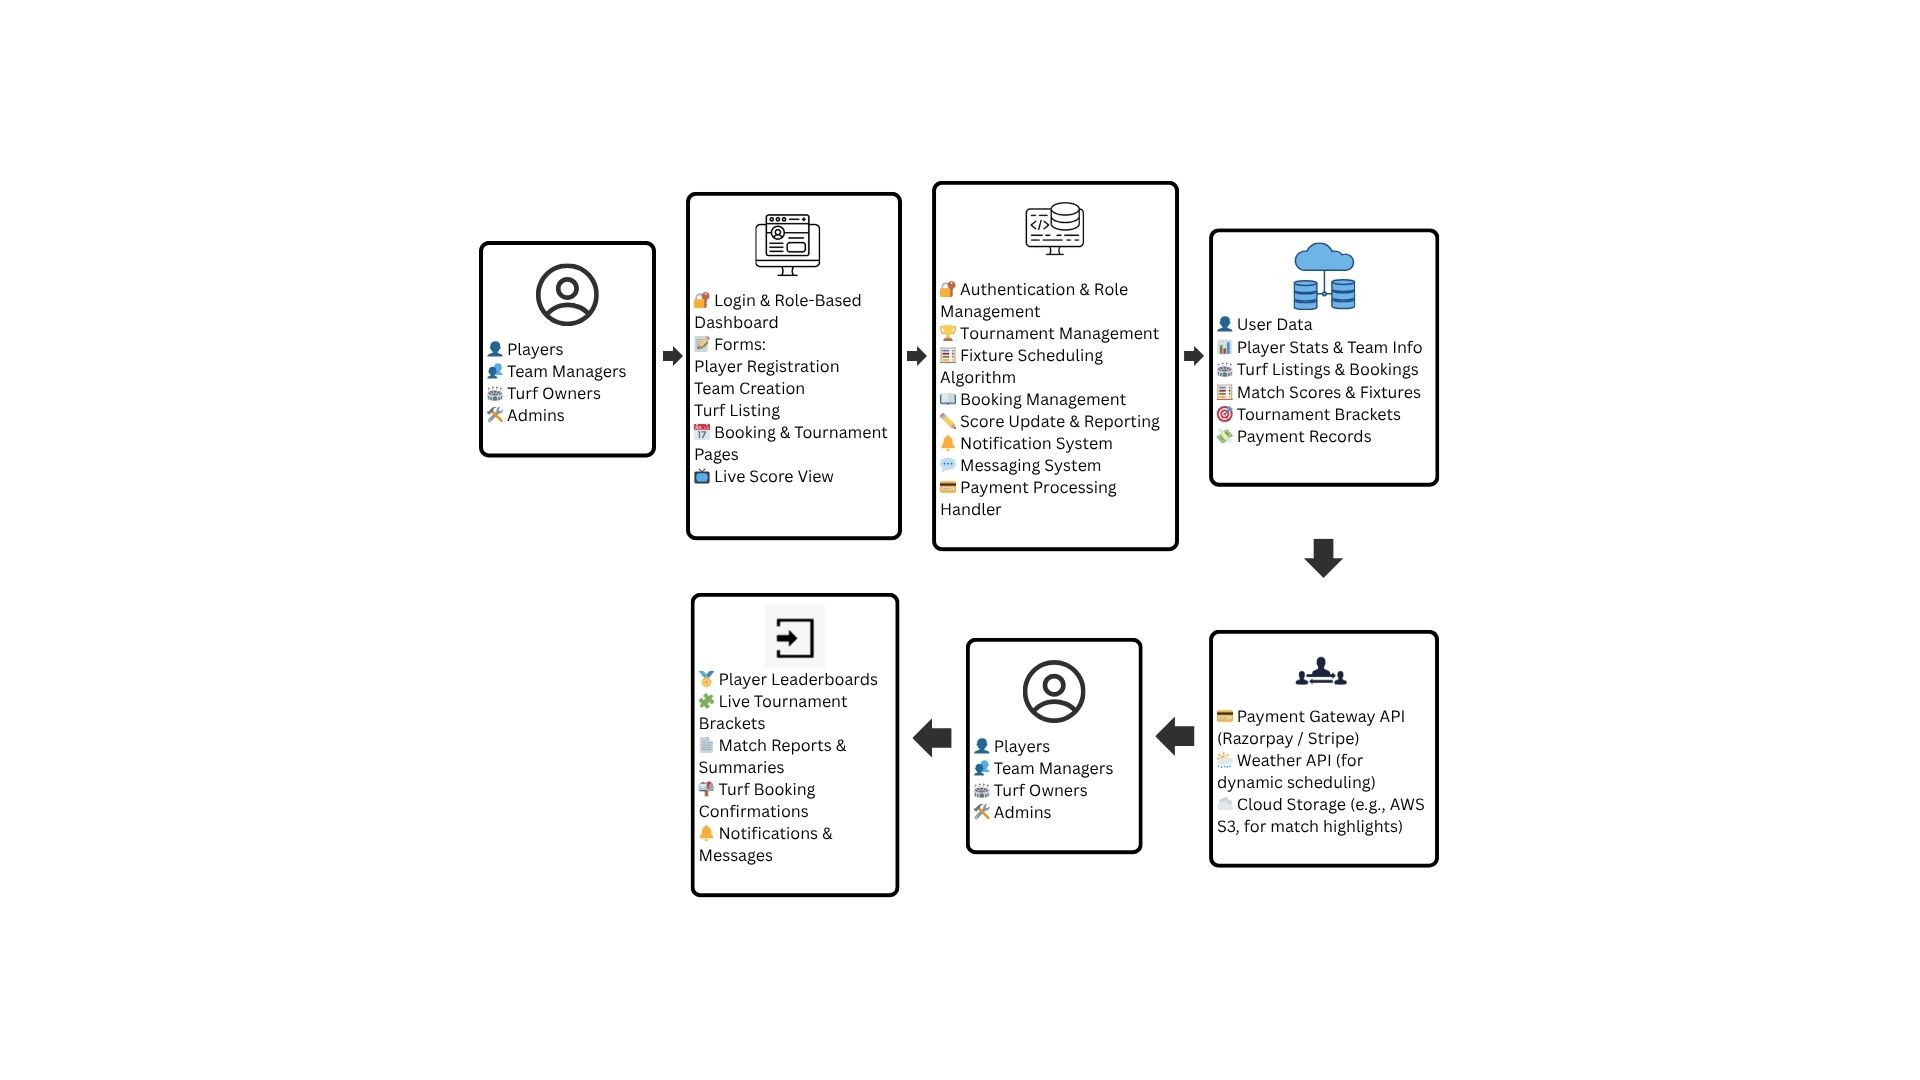 Players
Team Managers
Turf Owners
Admins
Login & Role-Based
Dashboard
Forms:
Player Registration
Team Creation
Turf Listing
Booking & Tournament
Pages
Live Score View
Authentication & Role
Management
Tournament Management
Fixture Scheduling
Algorithm
Booking Management
Score Update & Reporting
Notification System
Messaging System
Payment Processing
Handler
User Data
Player Stats & Team Info
Turf Listings & Bookings
Match Scores & Fixtures
Tournament Brackets
Payment Records
Payment Gateway API
(Razorpay / Stripe)
Weather API (for
dynamic scheduling)
Cloud Storage (e.g., AWS
S3, for match highlights)
Players
Team Managers
Turf Owners
Admins
Player Leaderboards
Live Tournament
Brackets
Match Reports &
Summaries
Turf Booking
Confirmations
Notifications &
Messages